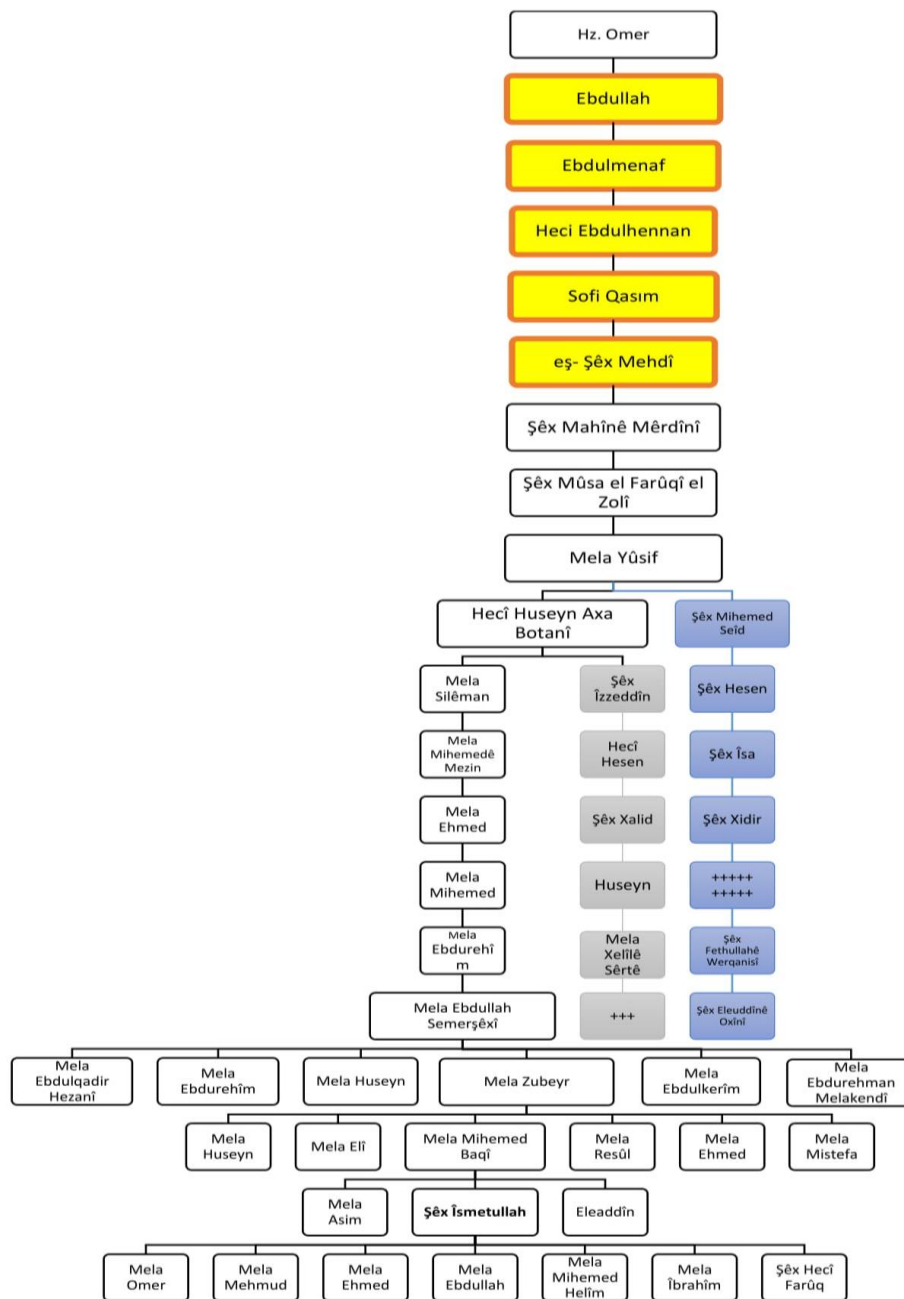 Hz. Omer
Ebdullah
Ebdulmenaf
Heci Ebdulhennan
Sofi Qasım
eş- Şêx Mehdî
Şêx Mahînê Mêrdînî
Şêx Mûsa el Farûqî el
Zolî
Mela Yûsif
Hecî Huseyn Axa
Botanî
Şêx Mihemed
Seîd
Mela
Silêman
Şêx
Îzzeddîn
Şêx Hesen
Mela
Mihemedê
Mezin
Hecî
Hesen
Şêx Îsa
Mela
Ehmed
Şêx Xalid
Şêx Xidir
Mela
Mihemed
Huseyn
+++++
+++++
Mela
Ebdurehî
m
Mela
Xelîlê
Sêrtê
Şêx
Fethullahê
Werqanisî
Mela Ebdullah
Semerşêxî
+++
Şêx Eleuddînê
Oxînî
Mela
Ebdulqadir
Hezanî
Mela
Ebdurehîm
Mela Huseyn
Mela Zubeyr
Mela
Ebdulkerîm
Mela
Ebdurehman
Melakendî
Mela
Huseyn
Mela Elî
Mela Mihemed
Baqî
Mela
Resûl
Mela
Ehmed
Mela
Mistefa
Mela
Asim
Şêx Îsmetullah
Eleaddîn
Mela
Omer
Mela
Mehmud
Mela
Ehmed
Mela
Ebdullah
Mela
Mihemed
Helîm
Mela
Îbrahîm
Şêx Hecî
Farûq